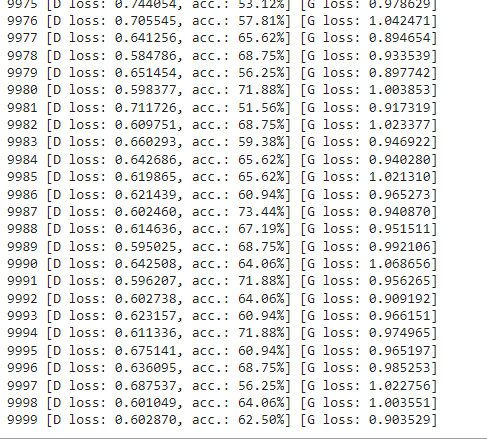 9975 [D loss: 0.744054, acc.: 53.12%] [G loss: 0.978629]
9976 [D loss: 0.705545, acc.: 57.81%] [G loss: 1.042471]
9977 [D loss: 0.641256, acc.: 65.62%] [G loss: 0.894654]
9978 [D loss: 0.584786, acc.: 68.75%] [G loss: 0.933539]
9979 [D loss: 0.651454, acc.: 56.25%] [G loss: 0.897742]
9980 [D loss: 0.598377, acc.: 71.88%] [G loss: 1.003853]
9981 [D loss: 0.711726, acc.: 51.56%] [G loss: 0.917319]
9982 [D loss: 0.609751, acc.: 68.75%] [G loss: 1.023377]
9983 [D loss: 0.660293, acc.: 59.38%] [G loss: 0.946922]
9984 [D loss: 0.642686, acc.: 65.62%] [G loss: 0.940280]
9985 [D loss: 0.619865, acc.: 65.62%] [G loss: 1.021310]
9986 [D loss: 0.621439, acc.: 60.94%] [G loss: 0.965273]
9987 [D loss: 0.602460, acc.: 73.44%] [G loss: 0.940870]
9988 [D loss: 0.614636, acc.: 67.19%] [G loss: 0.951511]
9989 [D loss: 0.595025, acc.: 68.75%] [G loss: 0.992106]
9990 [D loss: 0.642508, acc.: 64.06%] [G loss: 1.068656]
9991 [D loss: 0.596207, acc.: 71.88%] [G loss: 0.956265]
9992 [D loss: 0.602738, acc.: 64.06%] [G loss: 0.909192]
9993 [D loss: 0.623157, acc.: 60.94%] [G loss: 0.966151]
9994 [D loss: 0.611336, acc.: 71.88%] [G loss: 0.974965]
9995 [D loss: 0.675141, acc.: 60.94%] [G loss: 0.965197]
9996 [D loss: 0.636095, acc.: 68.75%] [G loss: 0.985253]
9997 [D loss: 0.687537, acc.: 56.25%] [G loss: 1.022756]
9998 [D loss: 0.601049, acc.: 64.06%] [G loss: 1.003551]
9999 [D loss: 0.602870, acc.: 62.50%] [G loss: 0.903529]